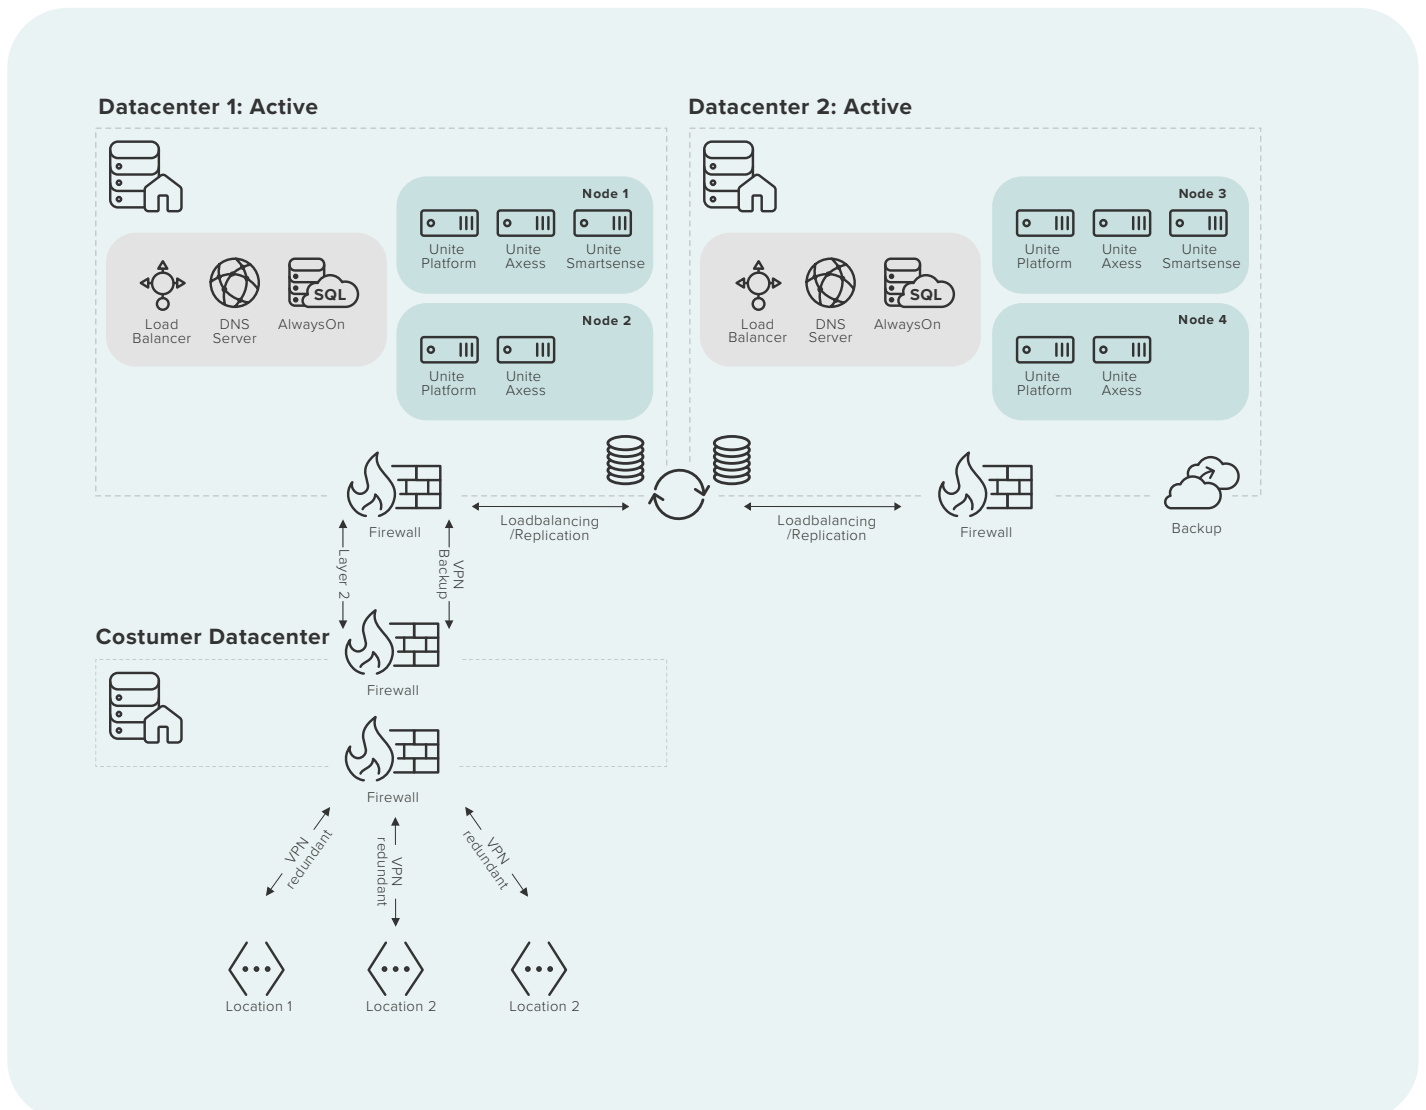 Datacenter 1: Active
Node 1
Unite
Platform
Unite
Axess
Unite
Smartsense
Load
Balancer
DNS
Server
SQL
AlwaysOn
Node 2
Unite
Platform
Unite
Axess
Datacenter 2: Active
Node 3
Unite
Platform
Unite
Axess
Unite
Smartsense
Load
Balancer
DNS
Server
SQL
AlwaysOn
Node 4
Unite
Platform
Unite
Axess
Firewall
Loadbalancing
/Replication
Loadbalancing
/Replication
Firewall
Backup
Layer 2
VPN
Backup
Costumer Datacenter
Firewall
Firewall
VPN
redundant
VPN
redundant
VPN
redundant
Location 1
Location 2
Location 2